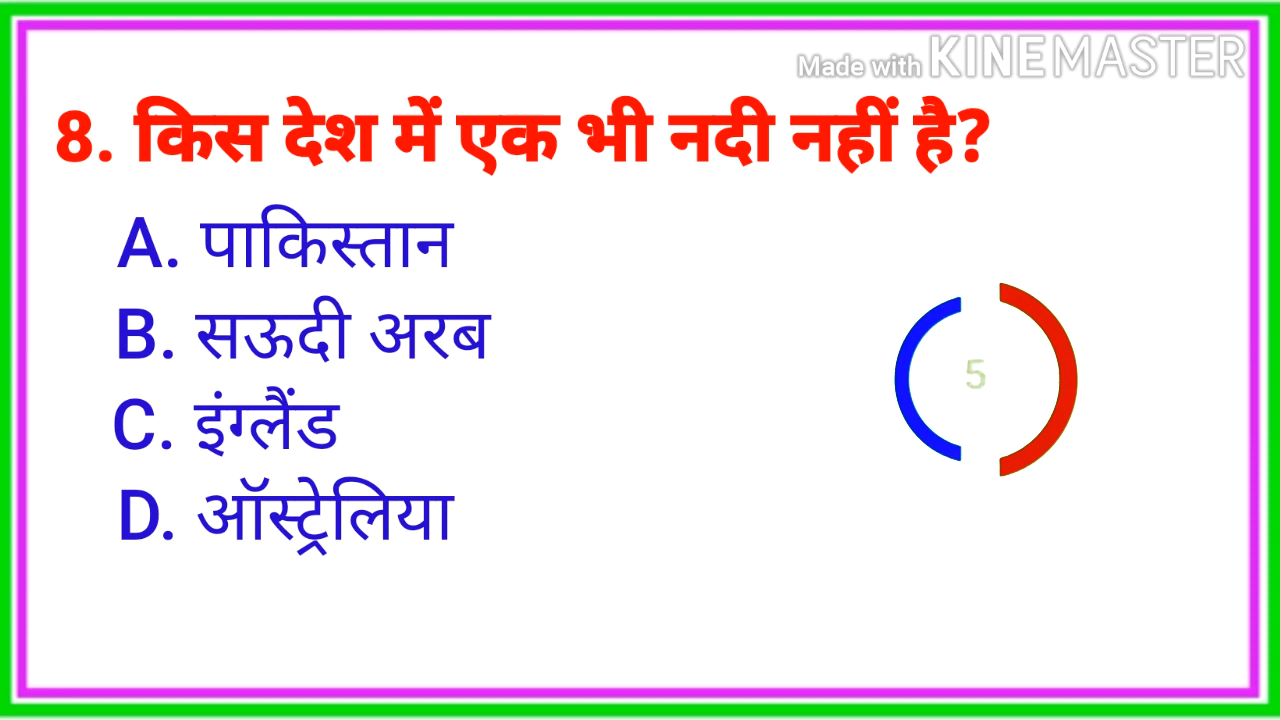 Made with KINEMASTER
8. किस देश में एक भी नदी नहीं है?
A. पाकिस्तान
B. सऊदी अरब
C. इंग्लैंड
D. ऑस्ट्रेलिया
5